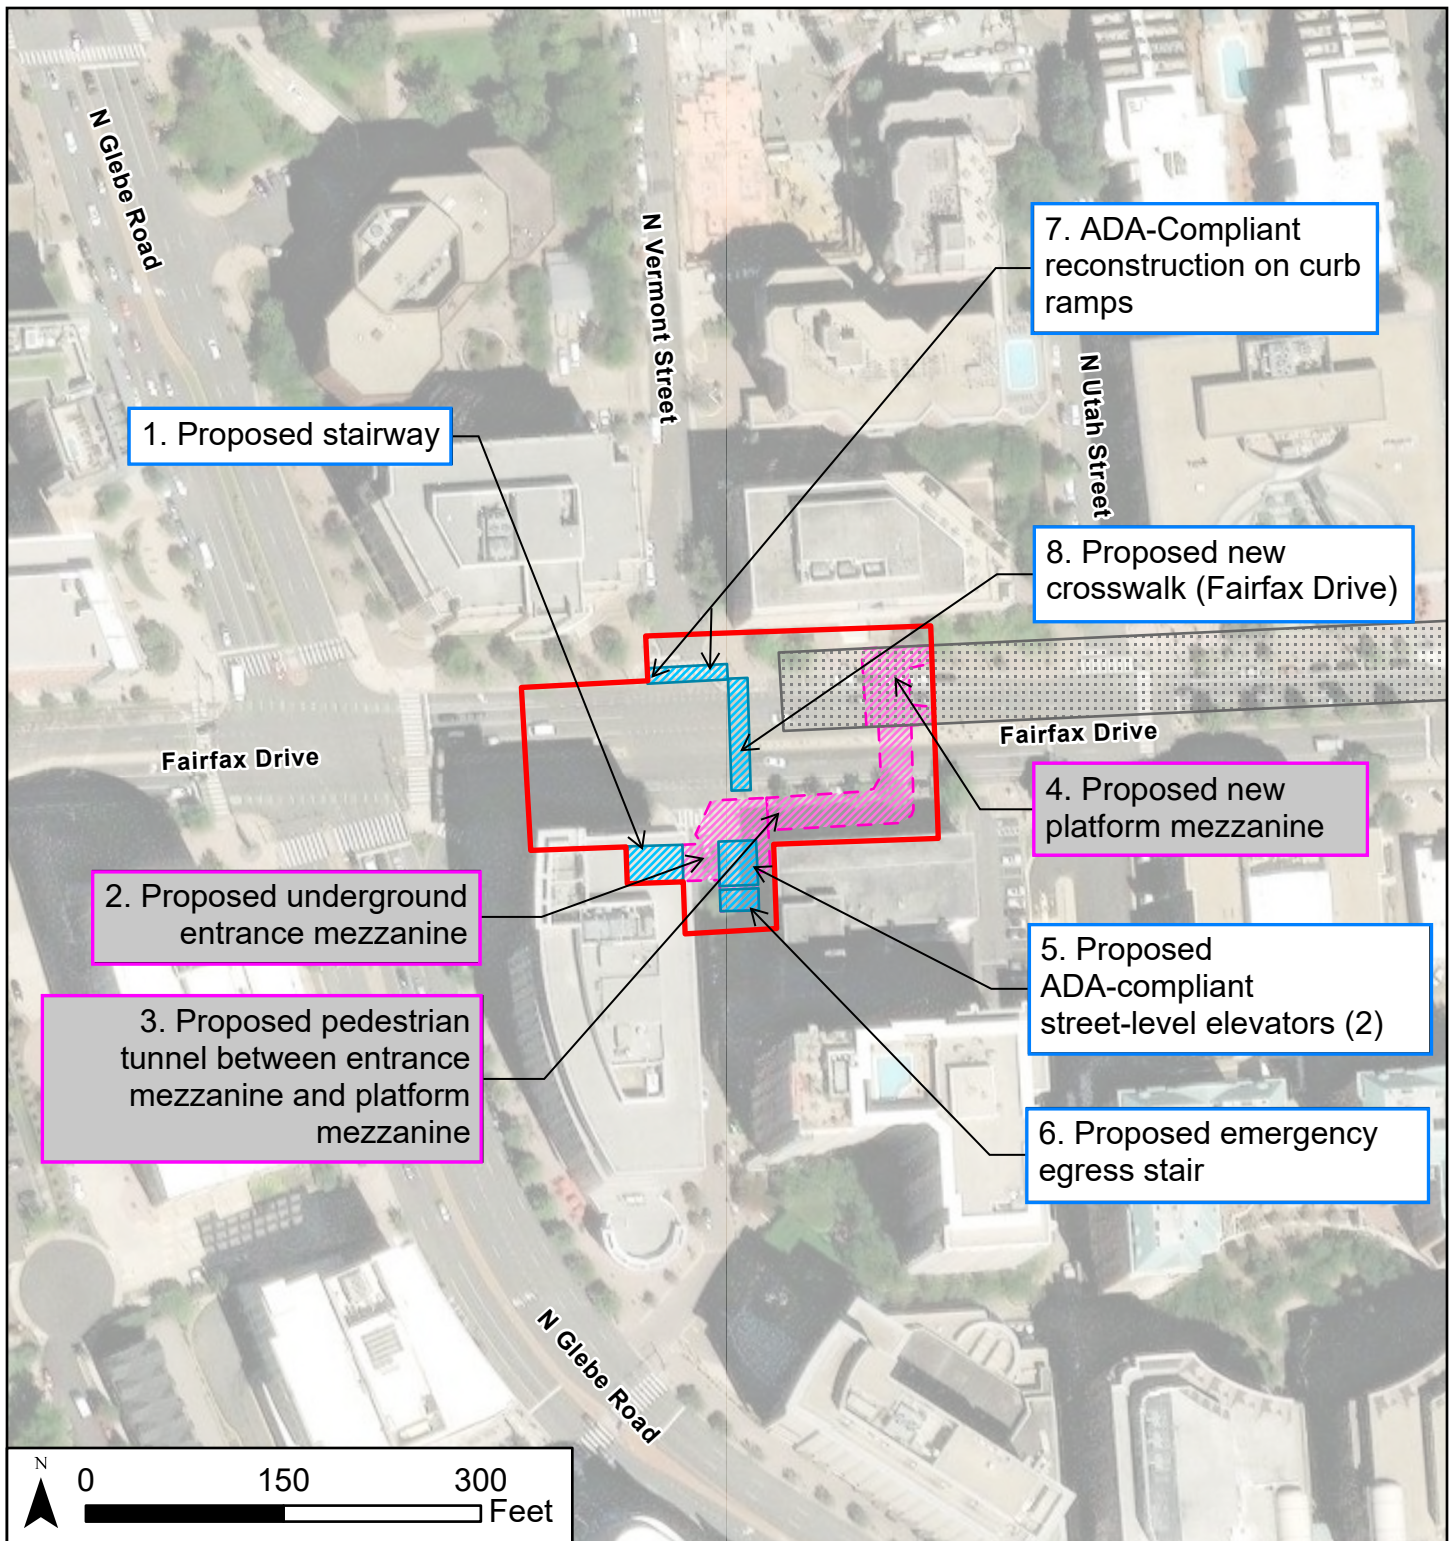 N Glebe Road
N Vermont Street
7. ADA-Compliant
reconstruction on curb
ramps
N Utah Street
1. Proposed stairway
8. Proposed new
crosswalk (Fairfax Drive)
Fairfax Drive
Fairfax Drive
4. Proposed new
platform mezzanine
2. Proposed underground
entrance mezzanine
5. Proposed
ADA-compliant
street-level elevators (2)
3. Proposed pedestrian
tunnel between entrance
mezzanine and platform
mezzanine
6. Proposed emergency
egress stair
N Glebe Road
N
0 150 300
Feet